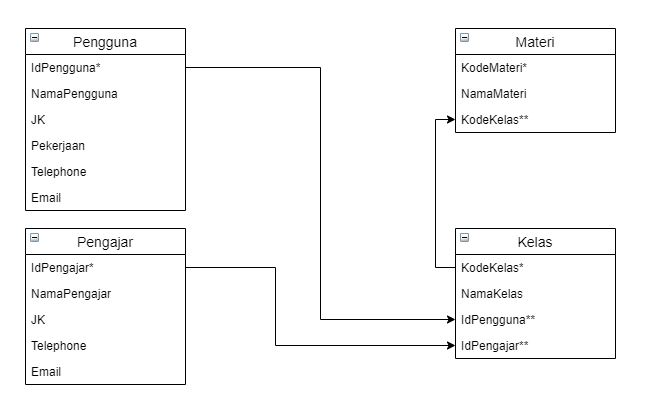 Pengguna
IdPengguna*
NamaPengguna
JK
Pekerjaan
Telephone
Email
Pengajar
IdPengajar*
NamaPengajar
JK
Telephone
Email
Materi
KodeMateri*
NamaMateri
KodeKelas**
Kelas
KodeKelas*
NamaKelas
IdPengguna**
IdPengajar**